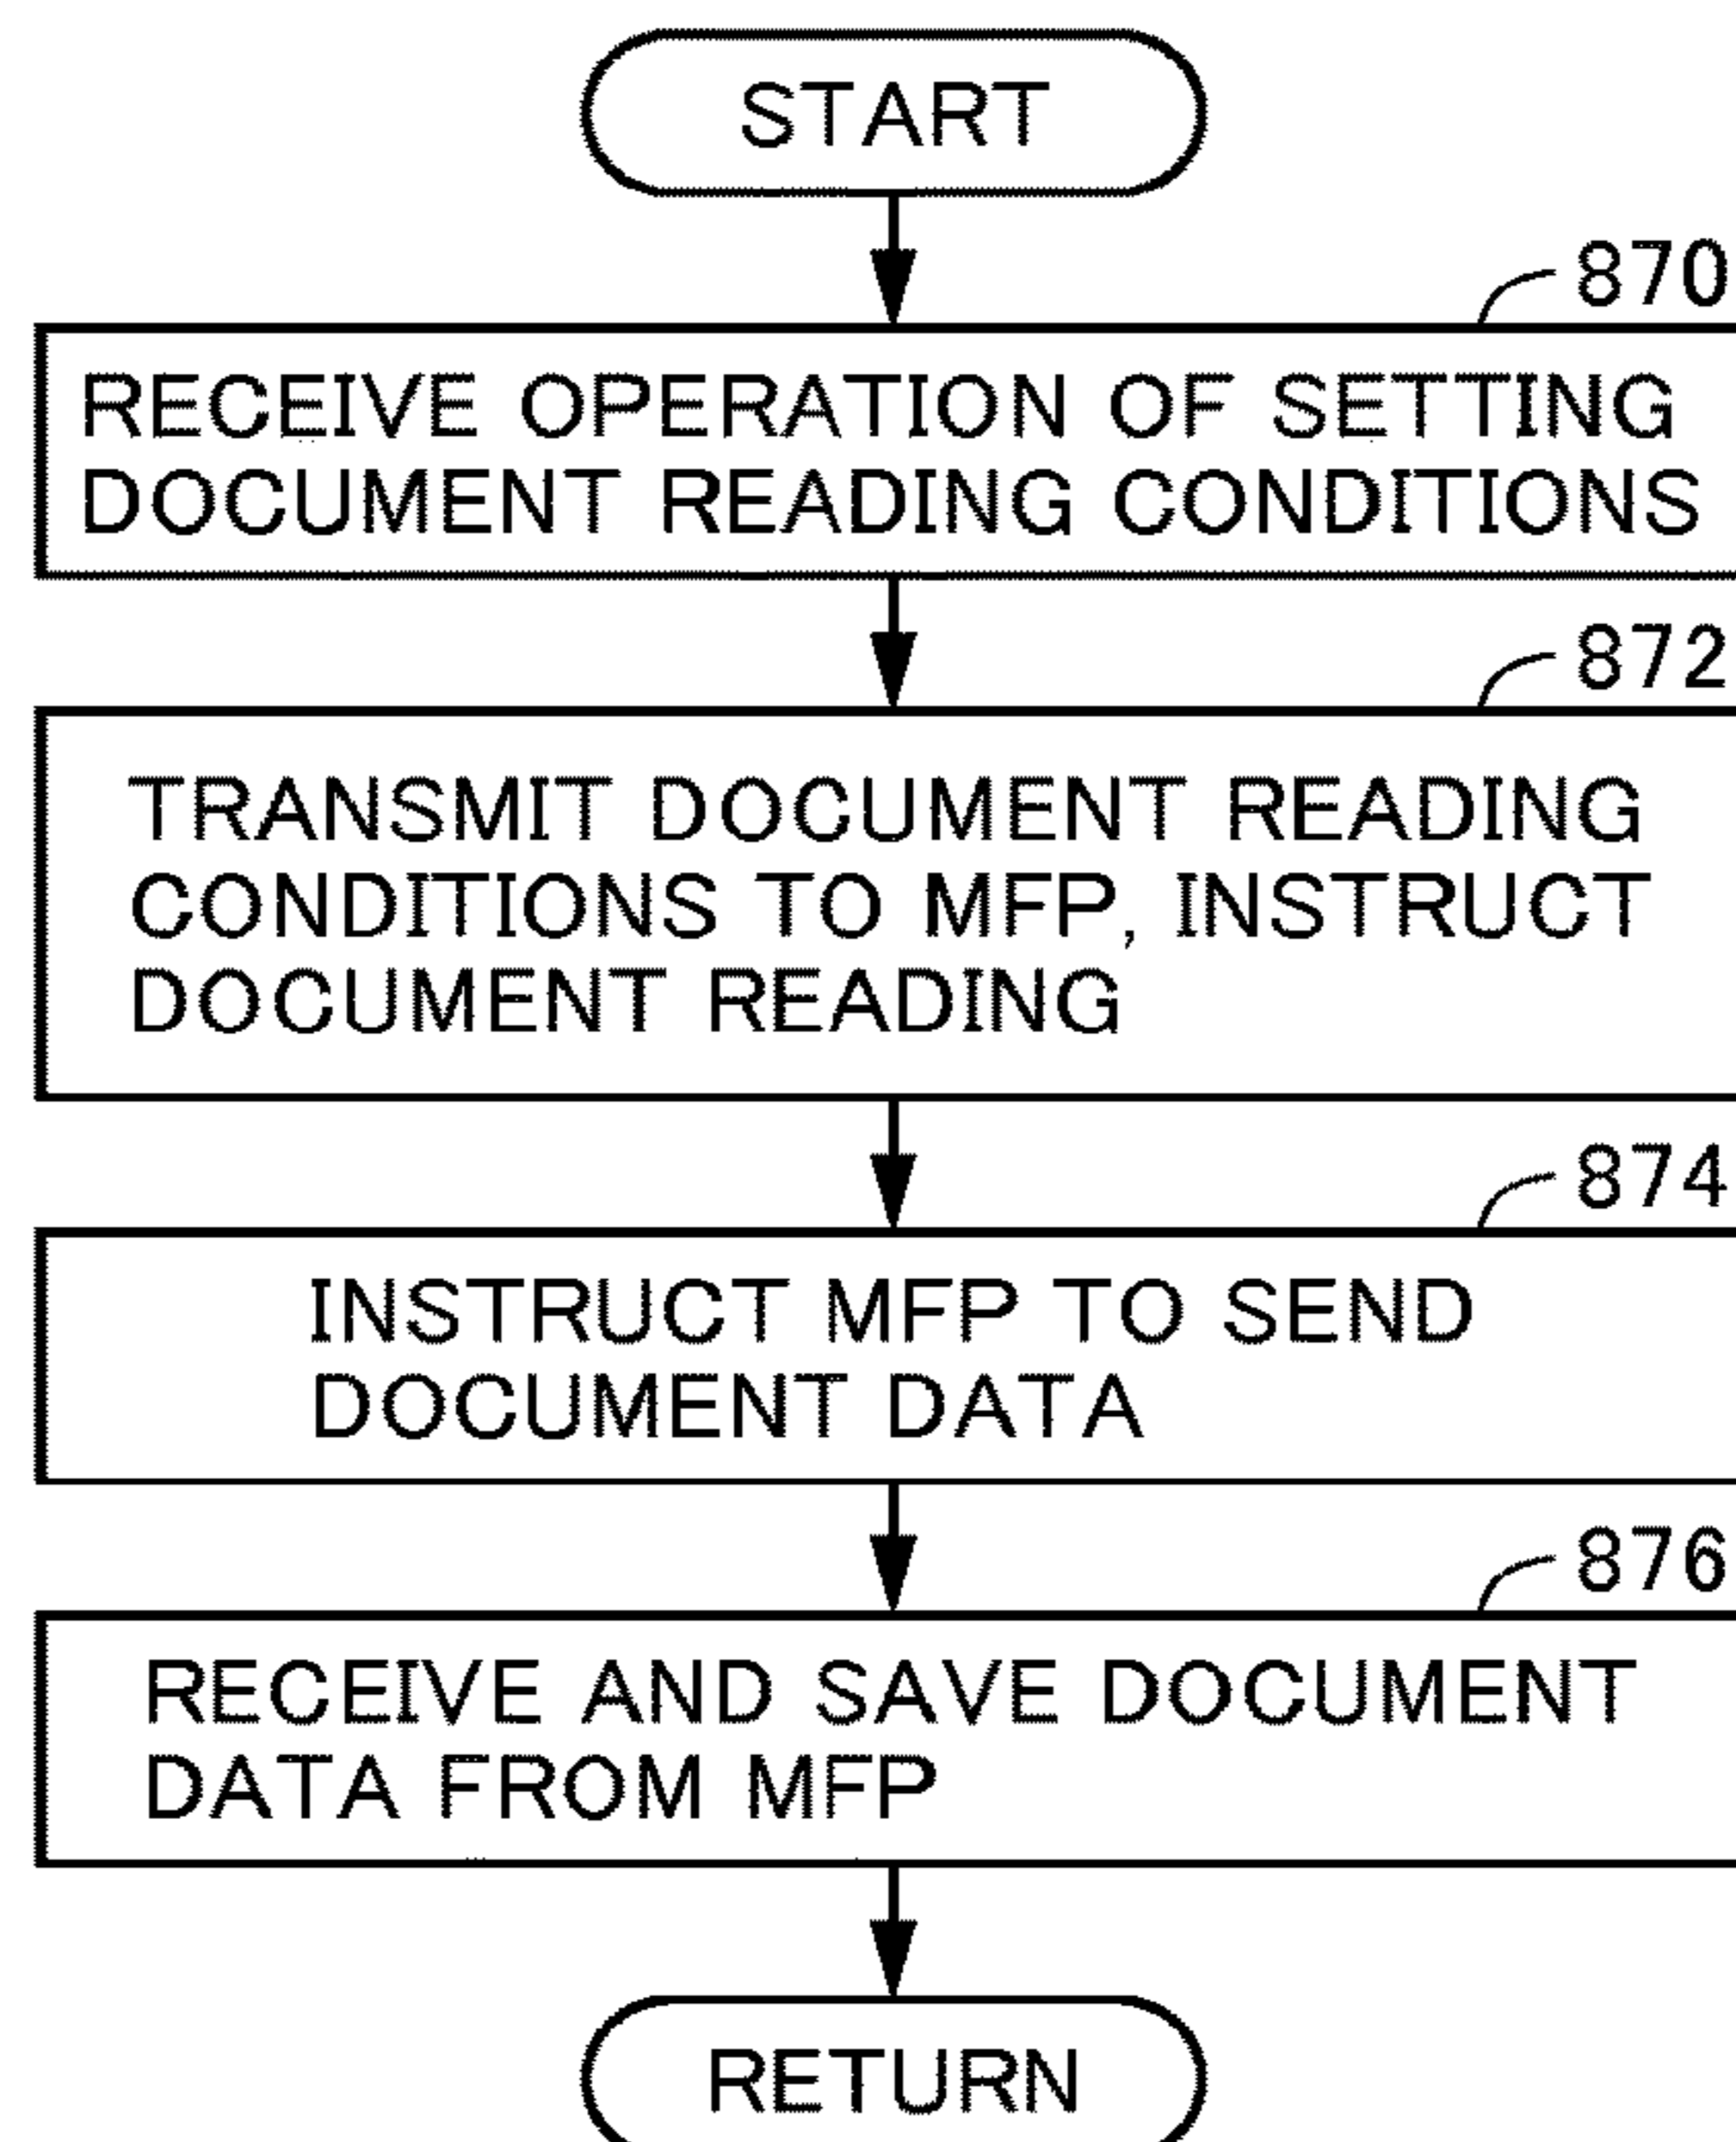 START
870
RECEIVE OPERATION OF SETTING
DOCUMENT READING CONDITIONS
872
TRANSMIT DOCUMENT READING
CONDITIONS TO MFP, INSTRUCT
DOCUMENT READING
874
INSTRUCT MFP TO SEND
DOCUMENT DATA
876
RECEIVE AND SAVE DOCUMENT
DATA FROM MFP
RETURN